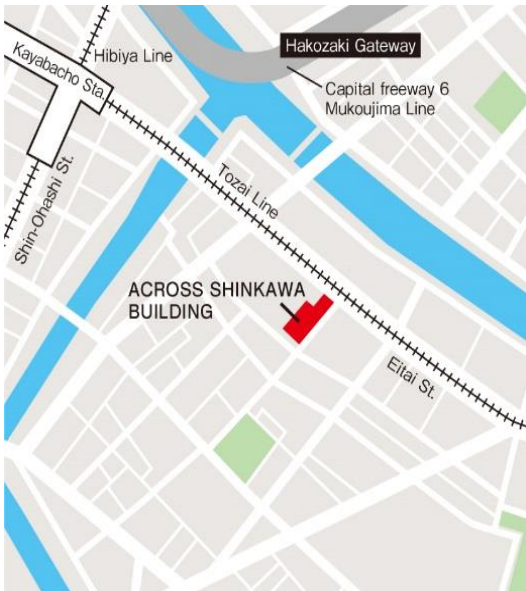 Hakozaki Gateway
Hibiya Line
Kayabacho Sta.
Capital freeway 6
Mukoujima Line
Shin-Ohashi St.
Tozai Line
ACROSS SHINKAWA
BUILDING
Eitai St.